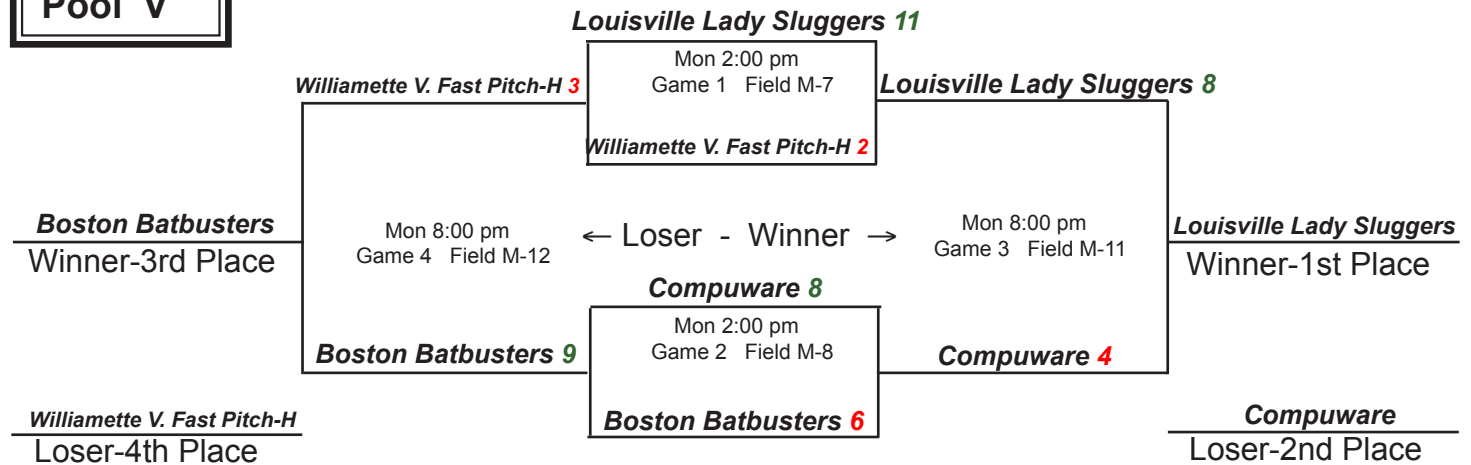 Pool V
Louisville Lady Sluggers 11
Mon 2:00 pm
Game 1 Field M-7
Williamette V. Fast Pitch-H 3
Louisville Lady Sluggers 8
Williamette V. Fast Pitch-H 2
Boston Batbusters
Winner-3rd Place
Mon 8:00 pm
Game 4 Field M-12
← Loser - Winner →
Mon 8:00 pm
Game 3 Field M-11
Louisville Lady Sluggers
Winner-1st Place
Compuware 8
Mon 2:00 pm
Game 2 Field M-8
Boston Batbusters 9
Compuware 4
Boston Batbusters 6
Williamette V. Fast Pitch-H
Loser-4th Place
Compuware
Loser-2nd Place